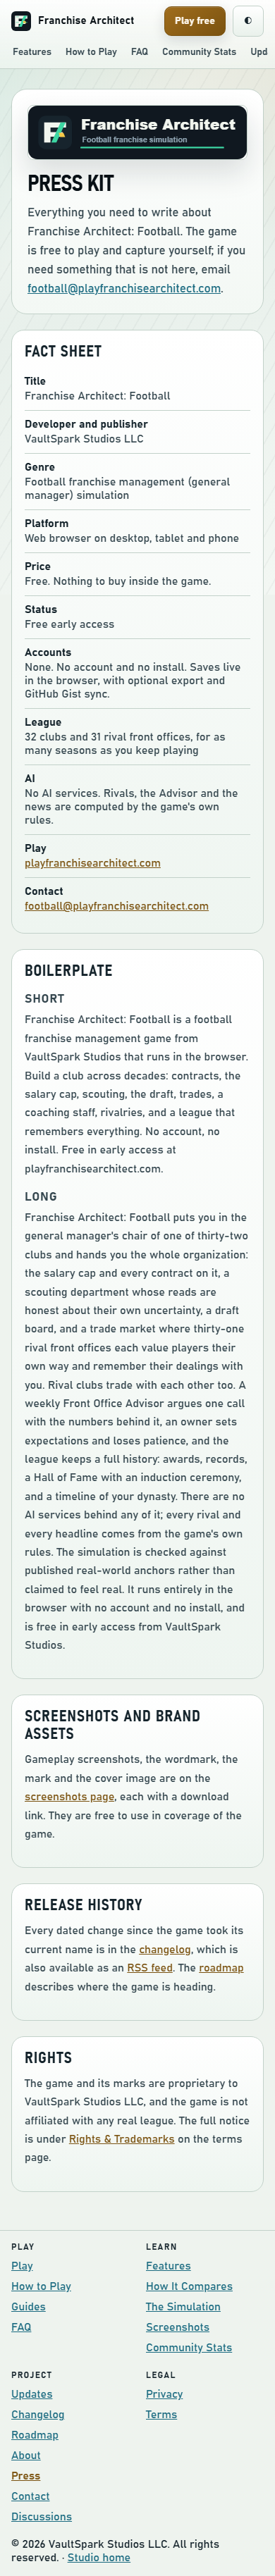 Franchise Architect
Play free
Features How to Play FAQ Community Stats Upd
Franchise Architect
Football franchise simulation
PRESS KIT
Everything you need to write about
Franchise Architect: Football. The game
is free to play and capture yourself; if you
need something that is not here, email
football@playfranchisearchitect.com.
FACT SHEET
Title
Franchise Architect: Football
Developer and publisher
VaultSpark Studios LLC
Genre
Football franchise management (general
manager) simulation
Platform
Web browser on desktop, tablet and phone
Price
Free. Nothing to buy inside the game.
Status
Free early access
Accounts
None. No account and no install. Saves live
in the browser, with optional export and
GitHub Gist sync.
League
32 clubs and 31 rival front offices, for as
many seasons as you keep playing
AI
No AI services. Rivals, the Advisor and the
news are computed by the game's own
rules.
Play
playfranchisearchitect.com
Contact
football@playfranchisearchitect.com
BOILERPLATE
SHORT
Franchise Architect: Football is a football
franchise management game from
VaultSpark Studios that runs in the browser.
Build a club across decades: contracts, the
salary cap, scouting, the draft, trades, a
coaching staff, rivalries, and a league that
remembers everything. No account, no
install. Free in early access at
playfranchisearchitect.com.
LONG
Franchise Architect: Football puts you in the
general manager's chair of one of thirty-two
clubs and hands you the whole organization:
the salary cap and every contract on it, a
scouting department whose reads are
honest about their own uncertainty, a draft
board, and a trade market where thirty-one
rival front offices each value players their
own way and remember their dealings with
you. Rival clubs trade with each other too. A
weekly Front Office Advisor argues one call
with the numbers behind it, an owner sets
expectations and loses patience, and the
league keeps a full history: awards, records,
a Hall of Fame with an induction ceremony,
and a timeline of your dynasty. There are no
AI services behind any of it; every rival and
every headline comes from the game's own
rules. The simulation is checked against
published real-world anchors rather than
claimed to feel real. It runs entirely in the
browser with no account and no install, and
is free in early access from VaultSpark
Studios.
SCREENSHOTS AND BRAND
ASSETS
Gameplay screenshots, the wordmark, the
mark and the cover image are on the
screenshots page, each with a download
link. They are free to use in coverage of the
game.
RELEASE HISTORY
Every dated change since the game took its
current name is in the changelog, which is
also available as an RSS feed. The roadmap
describes where the game is heading.
RIGHTS
The game and its marks are proprietary to
VaultSpark Studios LLC, and the game is not
affiliated with any real league. The full notice
is under Rights & Trademarks on the terms
page.
PLAY
Play
How to Play
Guides
FAQ
LEARN
Features
How It Compares
The Simulation
Screenshots
Community Stats
PROJECT
Updates
Changelog
Roadmap
About
Press
Contact
Discussions
LEGAL
Privacy
Terms
© 2026 VaultSpark Studios LLC. All rights
reserved. · Studio home